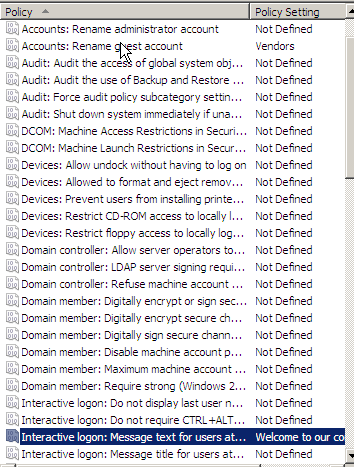 Policy Policy Setting
Accounts: Rename administrator account Not Defined
Accounts: Rename guest account Vendors
Audit: Audit the access of global system obj... Not Defined
Audit: Audit the use of Backup and Restore ... Not Defined
Audit: Force audit policy subcategory settin... Not Defined
Audit: Shut down system immediately if una... Not Defined
DCOM: Machine Access Restrictions in Securi... Not Defined
DCOM: Machine Launch Restrictions in Secur... Not Defined
Devices: Allow undock without having to log on Not Defined
Devices: Allowed to format and eject remov... Not Defined
Devices: Prevent users from installing printe... Not Defined
Devices: Restrict CD-ROM access to locally l... Not Defined
Devices: Restrict floppy access to locally log... Not Defined
Domain controller: Allow server operators to... Not Defined
Domain controller: LDAP server signing requi... Not Defined
Domain controller: Refuse machine account ... Not Defined
Domain member: Digitally encrypt or sign sec... Not Defined
Domain member: Digitally encrypt secure ch... Not Defined
Domain member: Digitally sign secure chann... Not Defined
Domain member: Disable machine account p... Not Defined
Domain member: Maximum machine account ... Not Defined
Domain member: Require strong (Windows 2... Not Defined
Interactive logon: Do not display last user n... Not Defined
Interactive logon: Do not require CTRL+ALT... Not Defined
Interactive logon: Message text for users at... Welcome to our co
Interactive logon: Message title for users at... Not Defined